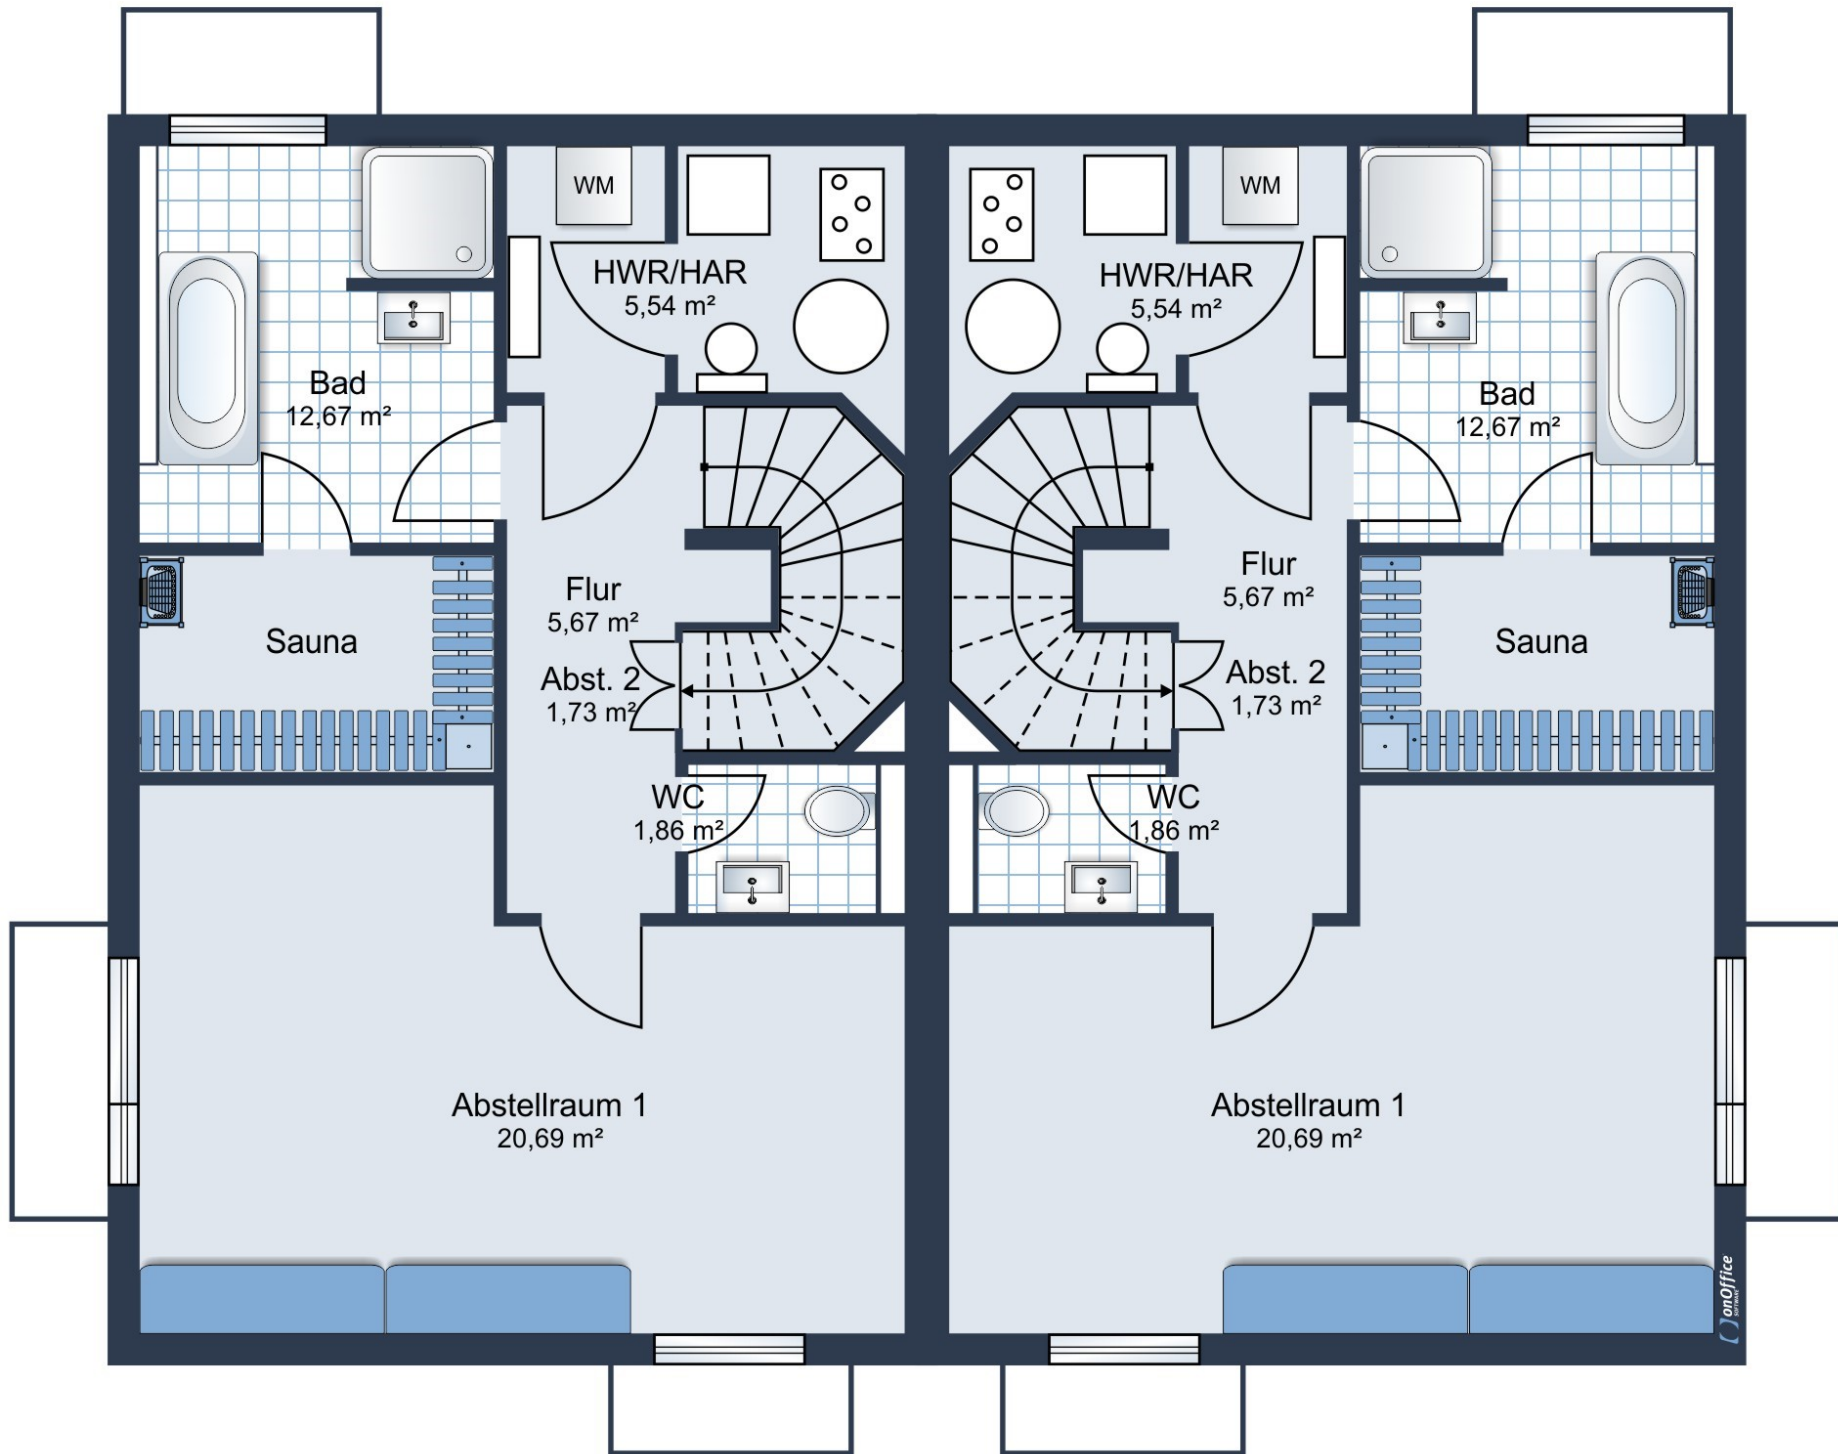 WM
WM
HWR/HAR
5,54 m²
HWR/HAR
5,54 m²
Bad
12,67 m²
Bad
12,67 m²
Flur
5,67 m²
Flur
5,67 m²
Sauna
Sauna
Abst. 2
1,73 m²
Abst. 2
1,73 m²
WC
1,86 m²
WC
1,86 m²
Abstellraum 1
20,69 m²
Abstellraum 1
20,69 m²
onOffice
SOFTWARE